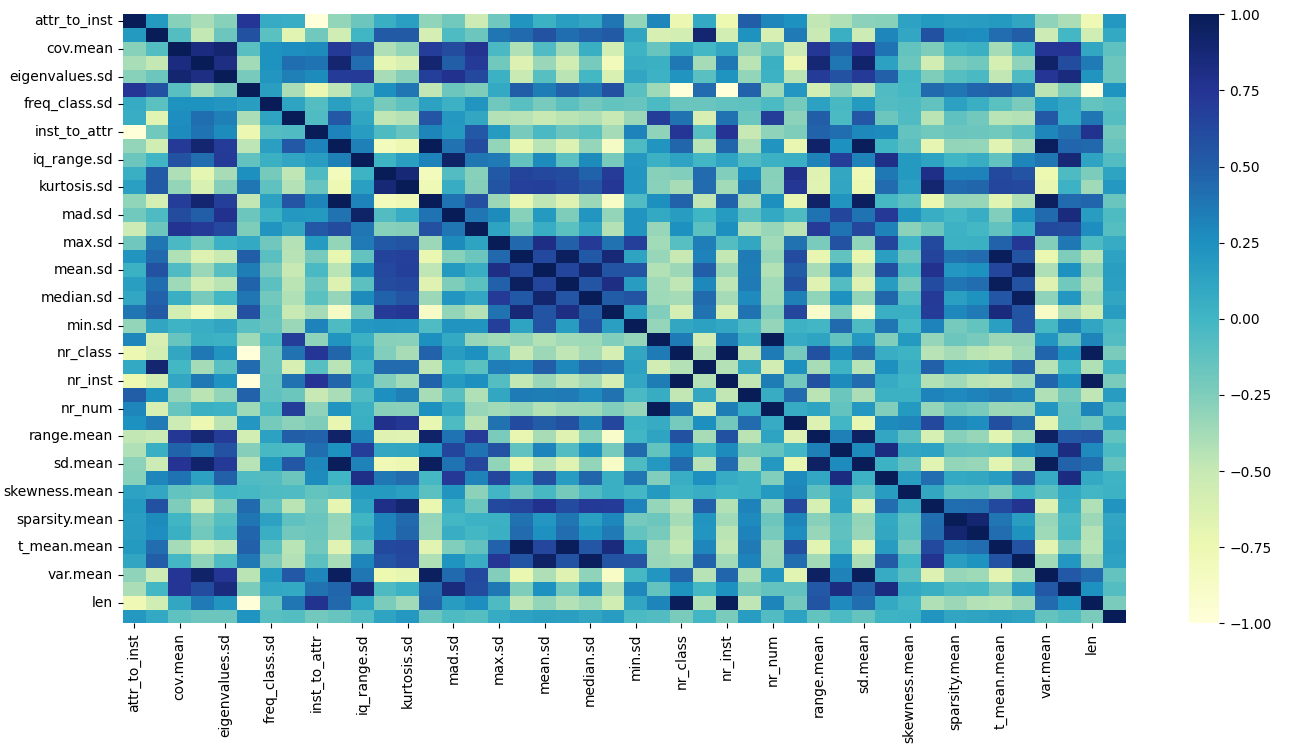 attr_to_inst
cov.mean
eigenvalues.sd
freq_class.sd
inst_to_attr
iq_range.sd
kurtosis.sd
mad.sd
max.sd
mean.sd
median.sd
min.sd
nr_class
nr_inst
nr_num
range.mean
sd.mean
skewness.mean
sparsity.mean
t_mean.mean
var.mean
len
attr_to_inst
cov.mean
eigenvalues.sd
freq_class.sd
inst_to_attr
iq_range.sd
kurtosis.sd
mad.sd
max.sd
mean.sd
median.sd
min.sd
nr_class
nr_inst
nr_num
range.mean
sd.mean
skewness.mean
sparsity.mean
t_mean.mean
var.mean
len
1.00
0.75
0.50
0.25
0.00
−0.25
−0.50
−0.75
−1.00